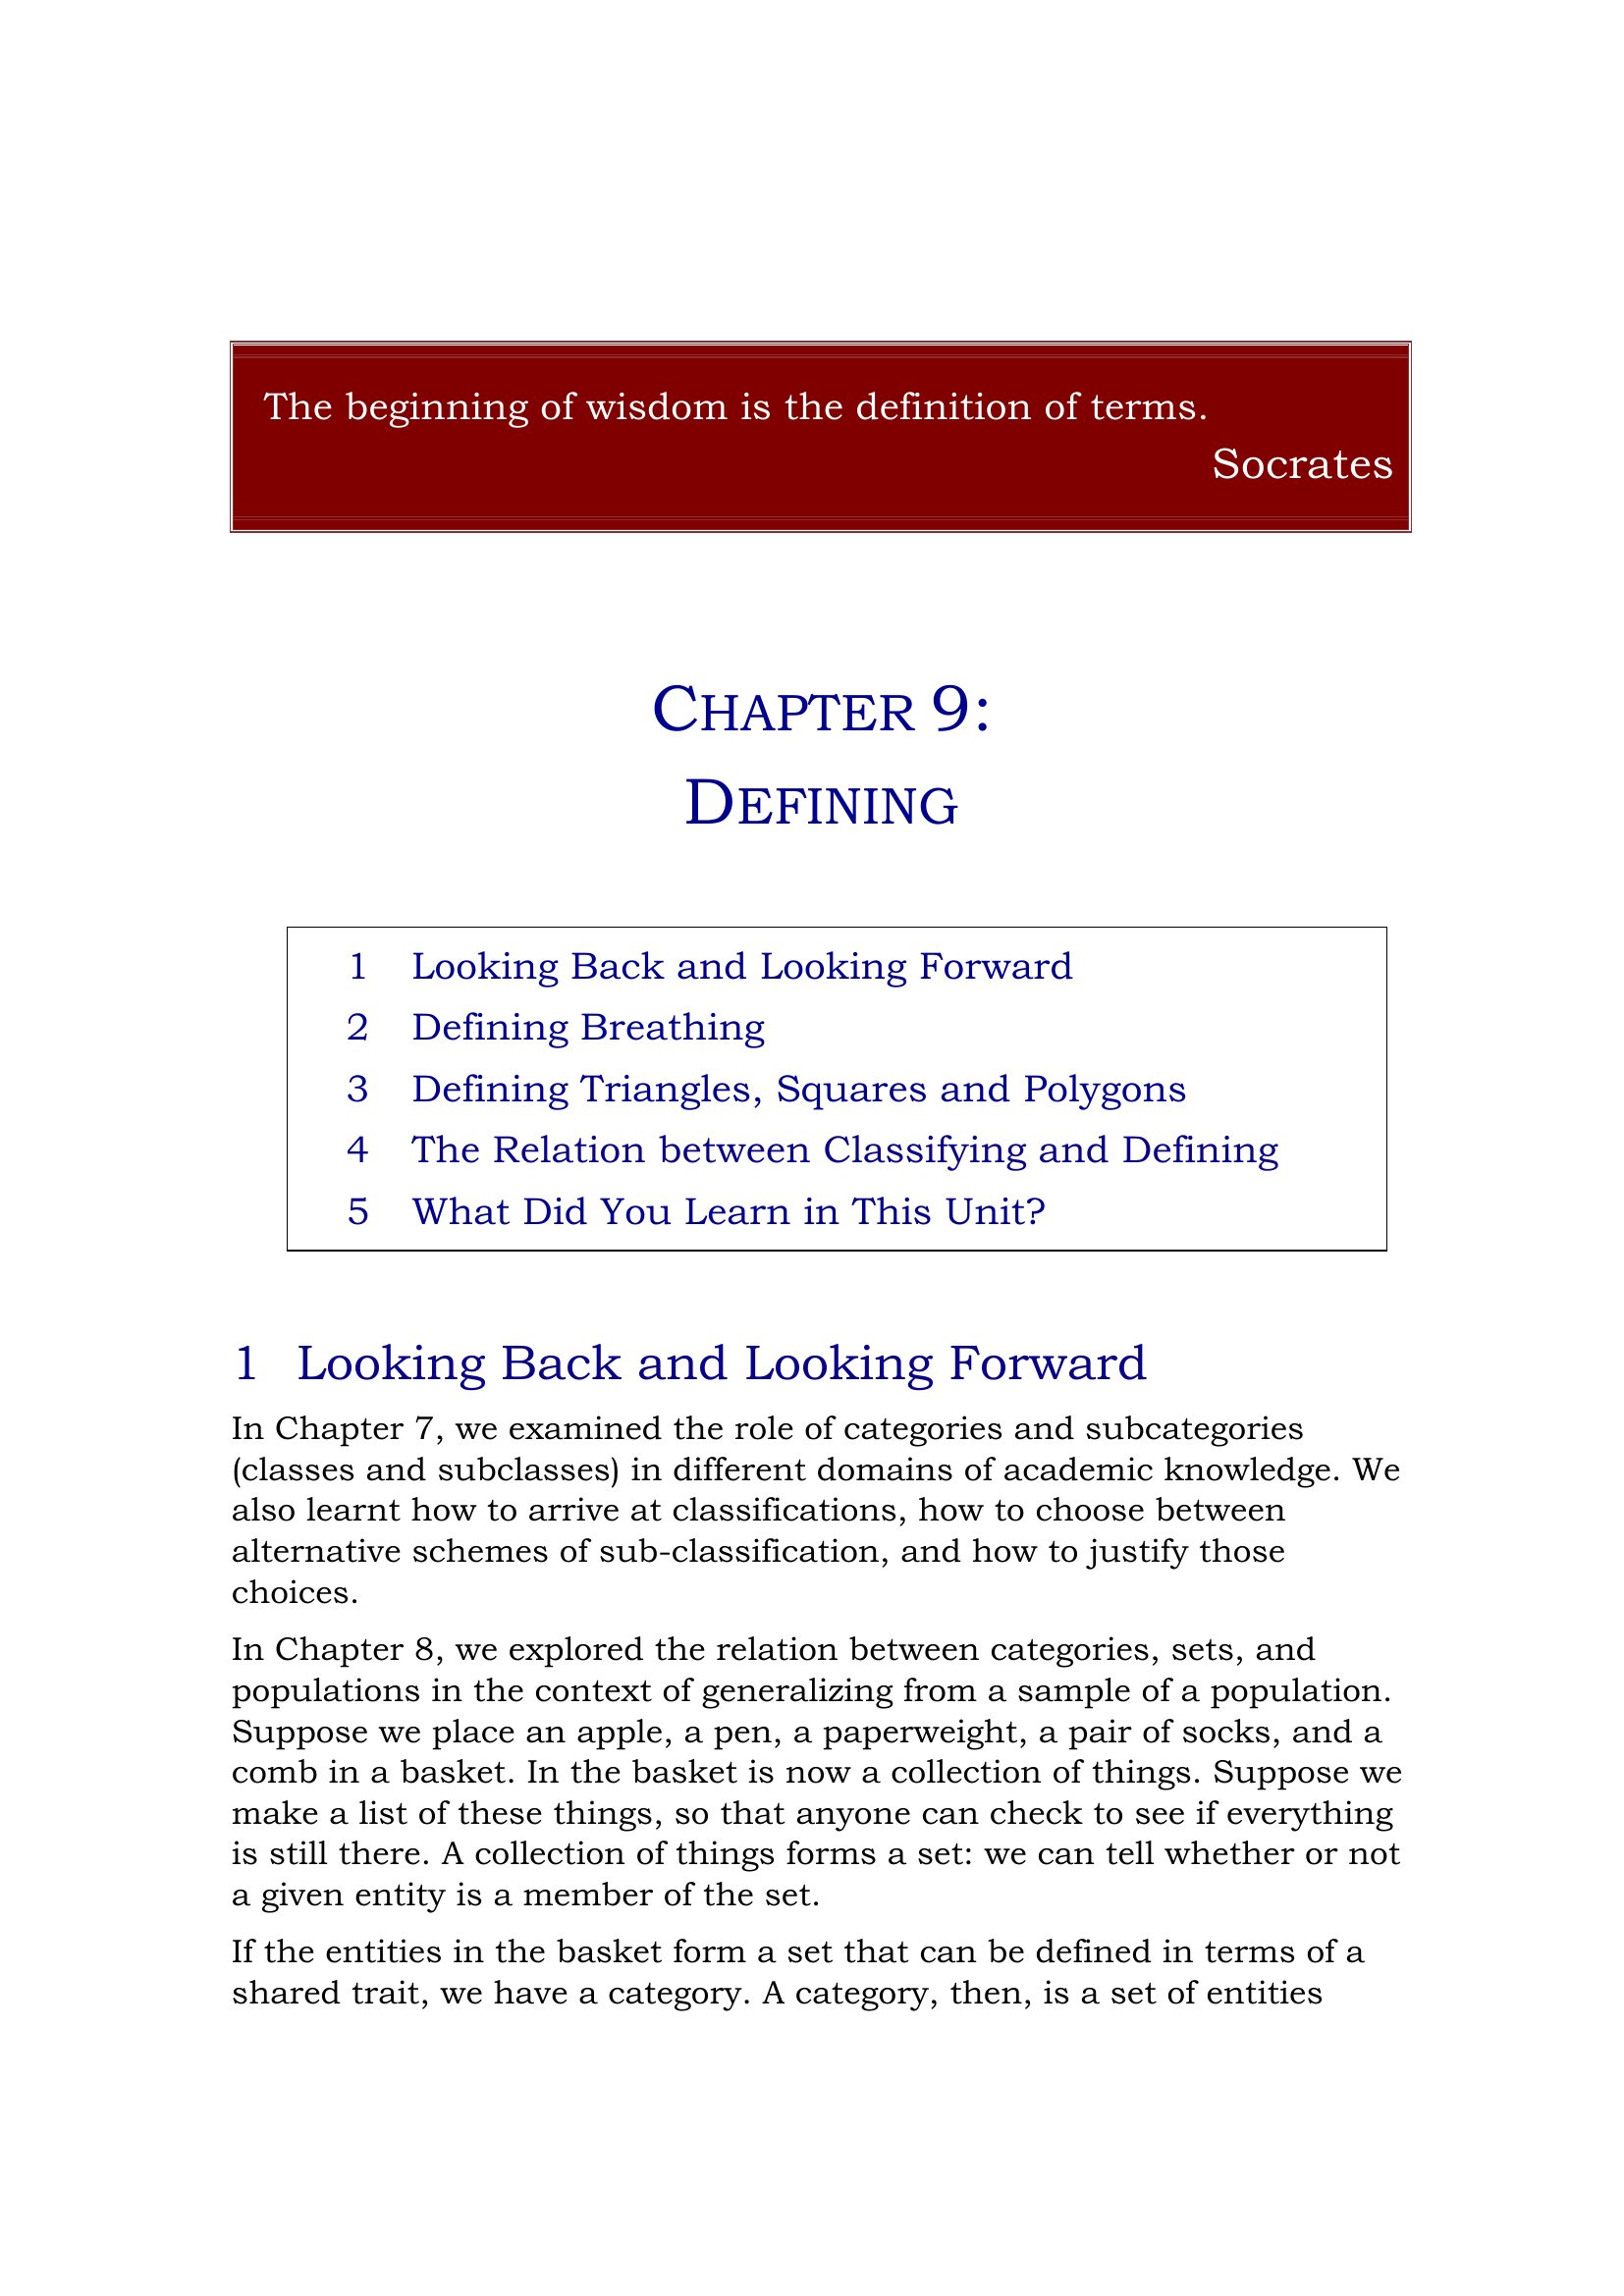 The beginning of wisdom is the definition of terms.
Socrates
CHAPTER 9:
DEFINING
1 Looking Back and Looking Forward
2 Defining Breathing
3 Defining Triangles, Squares and Polygons
4 The Relation between Classifying and Defining
5 What Did You Learn in This Unit?
1 Looking Back and Looking Forward
In Chapter 7, we examined the role of categories and subcategories
(classes and subclasses) in different domains of academic knowledge. We
also learnt how to arrive at classifications, how to choose between
alternative schemes of sub-classification, and how to justify those
choices.
In Chapter 8, we explored the relation between categories, sets, and
populations in the context of generalizing from a sample of a population.
Suppose we place an apple, a pen, a paperweight, a pair of socks, and a
comb in a basket. In the basket is now a collection of things. Suppose we
make a list of these things, so that anyone can check to see if everything
is still there. A collection of things forms a set: we can tell whether or not
a given entity is a member of the set.
If the entities in the basket form a set that can be defined in terms of a
shared trait, we have a category. A category, then, is a set of entities